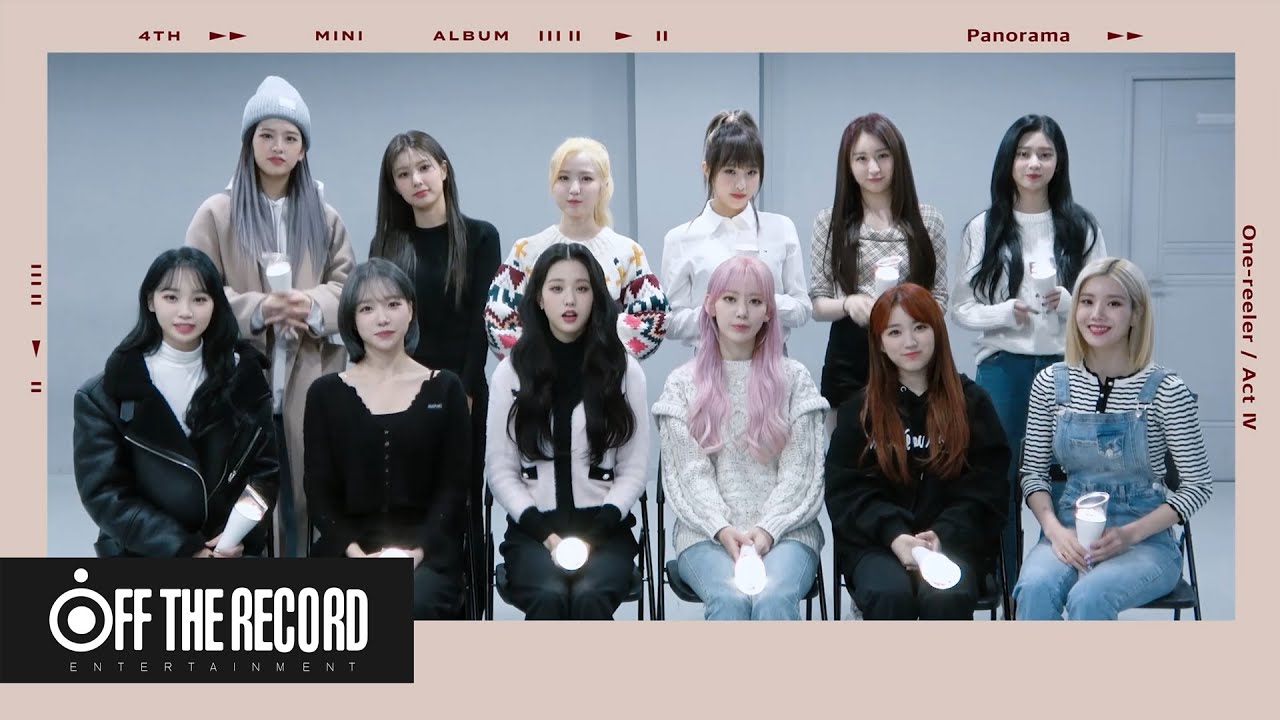 4TH MINI ALBUM
Panorama
One-reeler / Act Ⅳ
OFF THE RECORD
ENTERTAINMENT